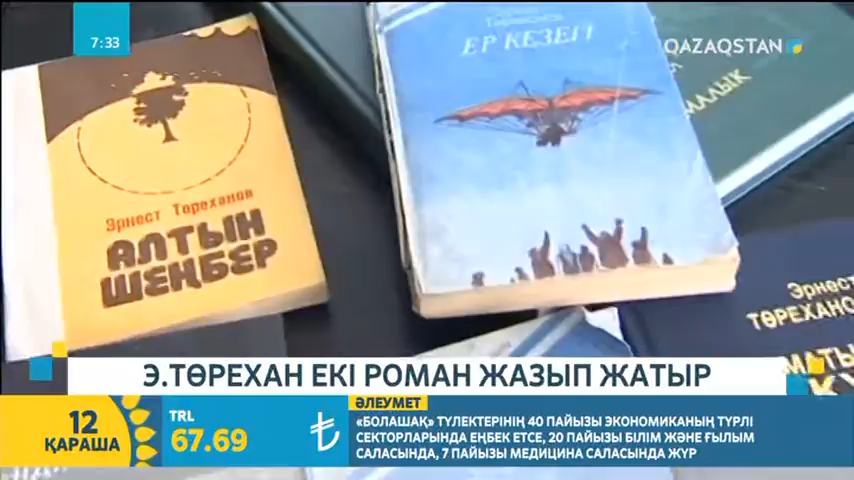 7:33
QAZAQSTAN
ЕР КЕЗЕГІ
Эрнест Төреханов
АЛТЫН
ШЕҢБЕР
Эрнест
Э.ТӨРЕХАН ЕКІ РОМАН ЖАЗЫП ЖАТЫР
12
ҚАРАША
TRL
67.69
ӘЛЕУМЕТ
«БОЛАШАҚ» ТҮЛЕКТЕРІНІҢ 40 ПАЙЫЗЫ ЭКОНОМИКАНЫҢ ТҮРЛІ
СЕКТОРЛАРЫНДА ЕҢБЕК ЕТСЕ, 20 ПАЙЫЗЫ БІЛІМ ЖӘНЕ ҒЫЛЫМ
САЛАСЫНДА, 7 ПАЙЫЗЫ МЕДИЦИНА САЛАСЫНДА ЖҮР